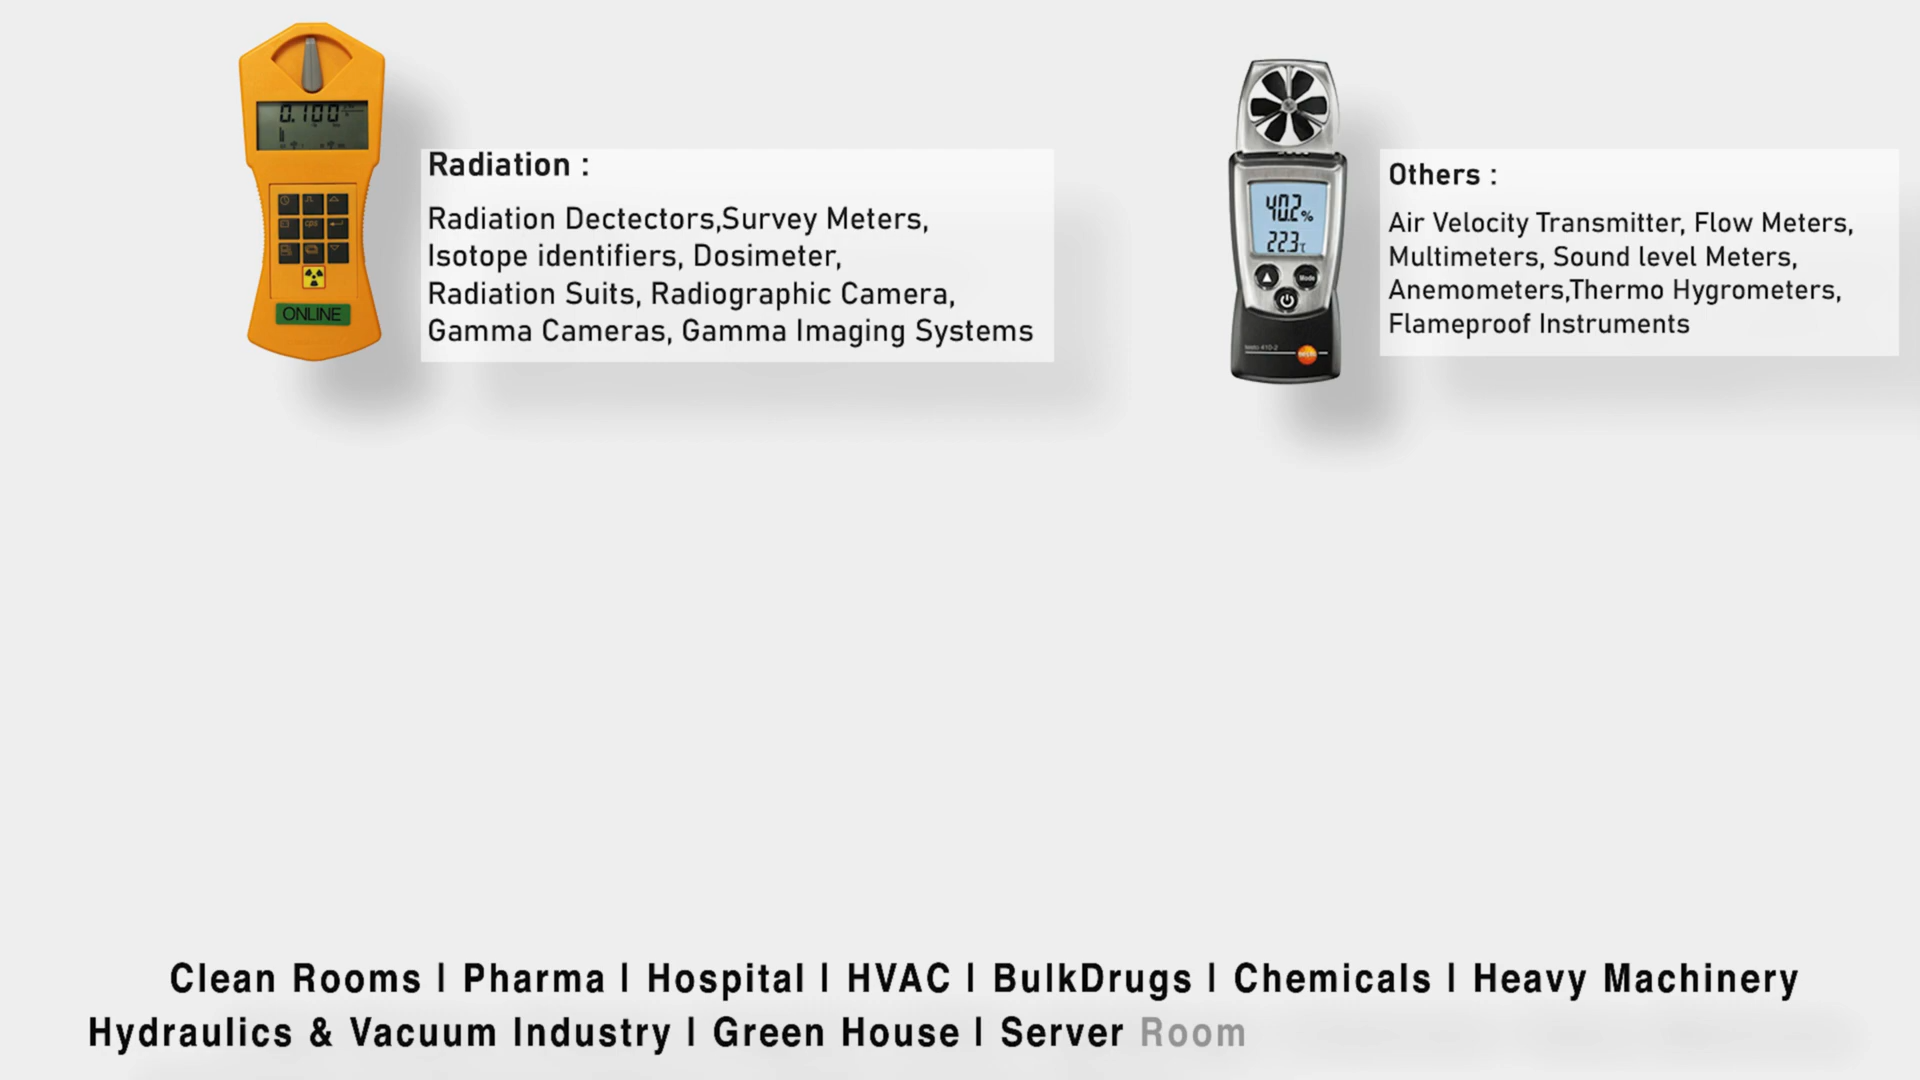 0.100
ONLINE
Radiation :
Radiation Dectectors,Survey Meters,
Isotope identifiers, Dosimeter,
Radiation Suits, Radiographic Camera,
Gamma Cameras, Gamma Imaging Systems
40.2%
22.3
Mode
testo 410-2
testo
Others :
Air Velocity Transmitter, Flow Meters,
Multimeters, Sound level Meters,
Anemometers,Thermo Hygrometers,
Flameproof Instruments
Clean Rooms | Pharma | Hospital | HVAC | BulkDrugs | Chemicals | Heavy Machinery
Hydraulics & Vacuum Industry | Green House | Server Room